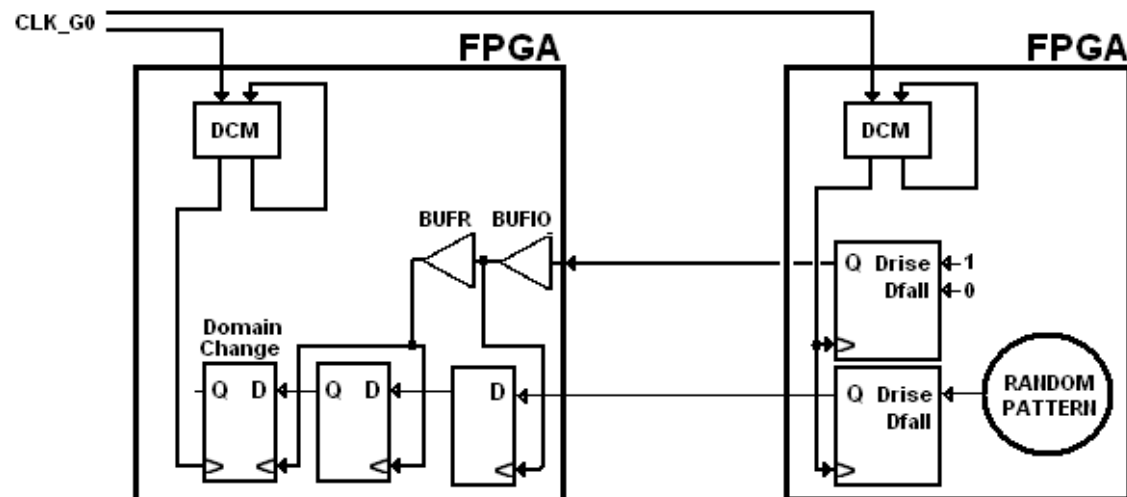 CLK_G0
FPGA
FPGA
DCM
DCM
BUFR
BUFIO
Q Drise 1
Dfall 0
Domain
Change
Q D
Q D
D
Q Drise
Dfall
RANDOM
PATTERN